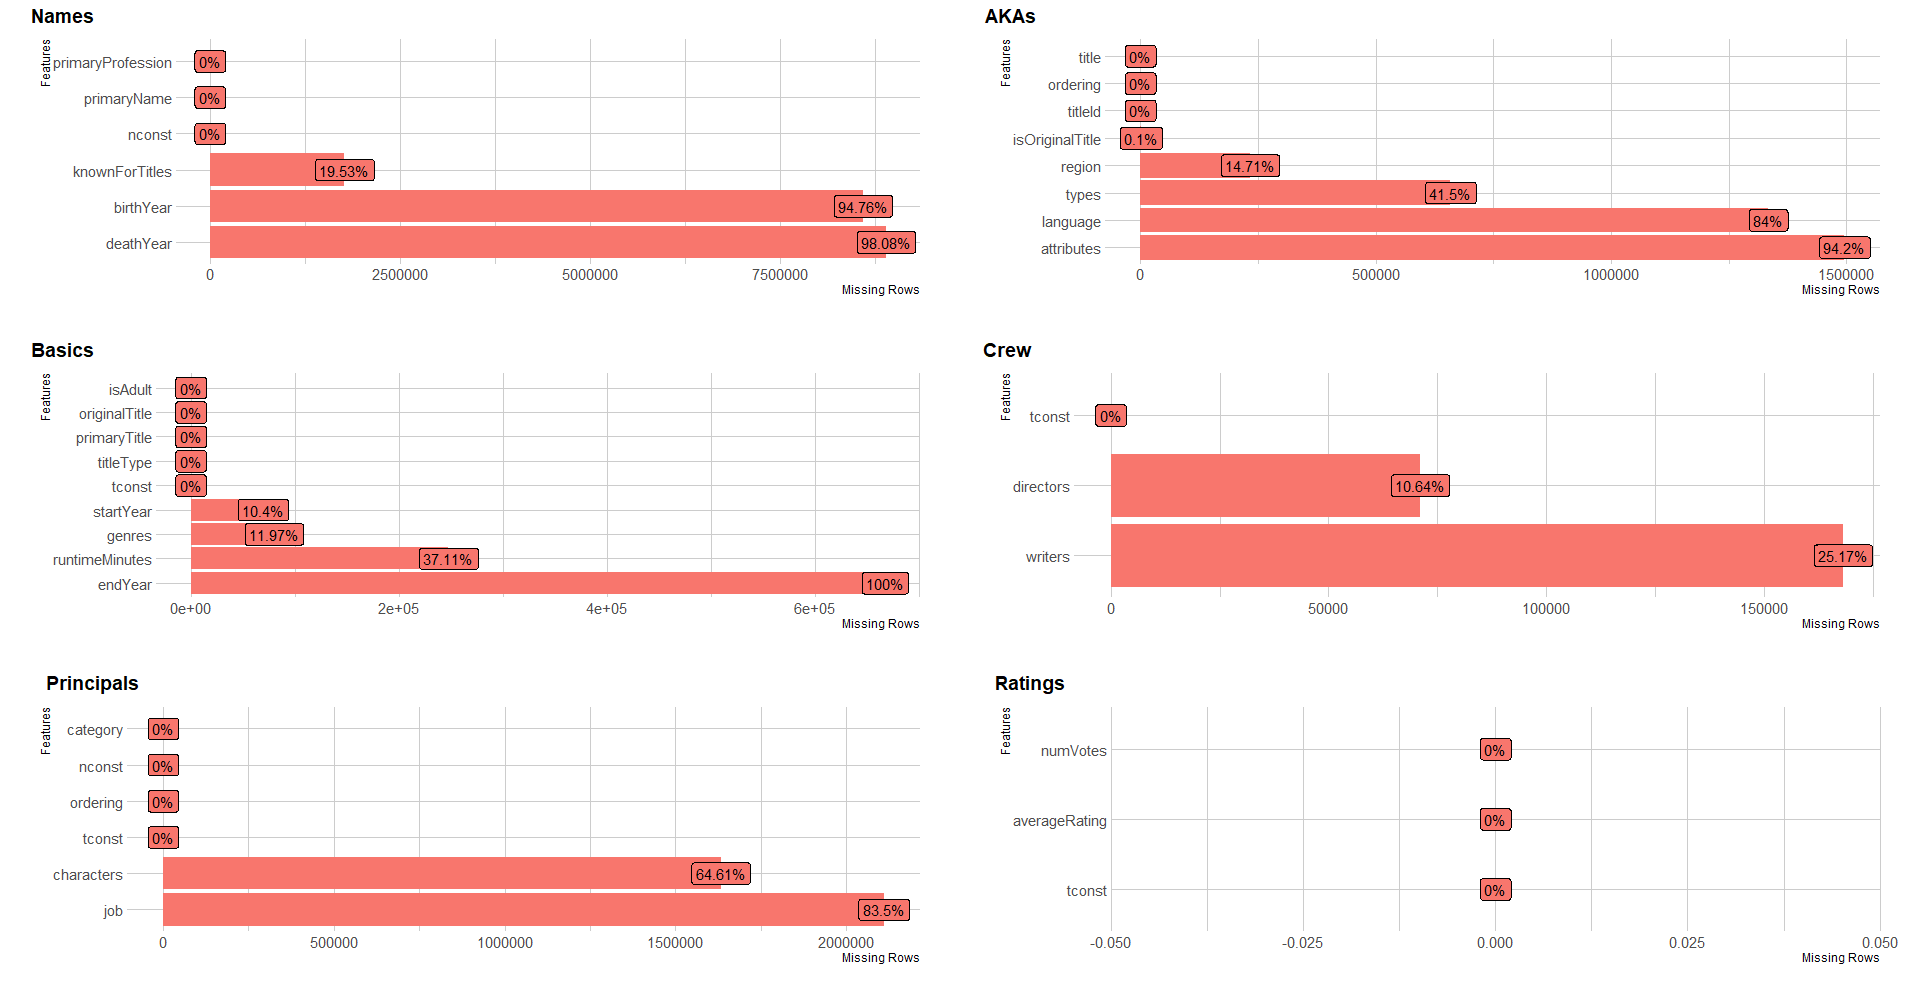 Names
Features
primaryProfession 0%
primaryName 0%
nconst 0%
knownForTitles 19.53%
birthYear 94.76%
deathYear 98.08%
0 2500000 5000000 7500000
Missing Rows
AKAs
Features
title 0%
ordering 0%
titleId 0%
isOriginalTitle 0.1%
region 14.71%
types 41.5%
language 84%
attributes 94.2%
0 500000 1000000 1500000
Missing Rows
Basics
Features
isAdult 0%
originalTitle 0%
primaryTitle 0%
titleType 0%
tconst 0%
startYear 10.4%
genres 11.97%
runtimeMinutes 37.11%
endYear 100%
0e+00 2e+05 4e+05 6e+05
Missing Rows
Crew
Features
tconst 0%
directors 10.64%
writers 25.17%
0 50000 100000 150000
Missing Rows
Principals
Features
category 0%
nconst 0%
ordering 0%
tconst 0%
characters 64.61%
job 83.5%
0 500000 1000000 1500000 2000000
Missing Rows
Ratings
Features
numVotes 0%
averageRating 0%
tconst 0%
-0.050 -0.025 0.000 0.025 0.050
Missing Rows